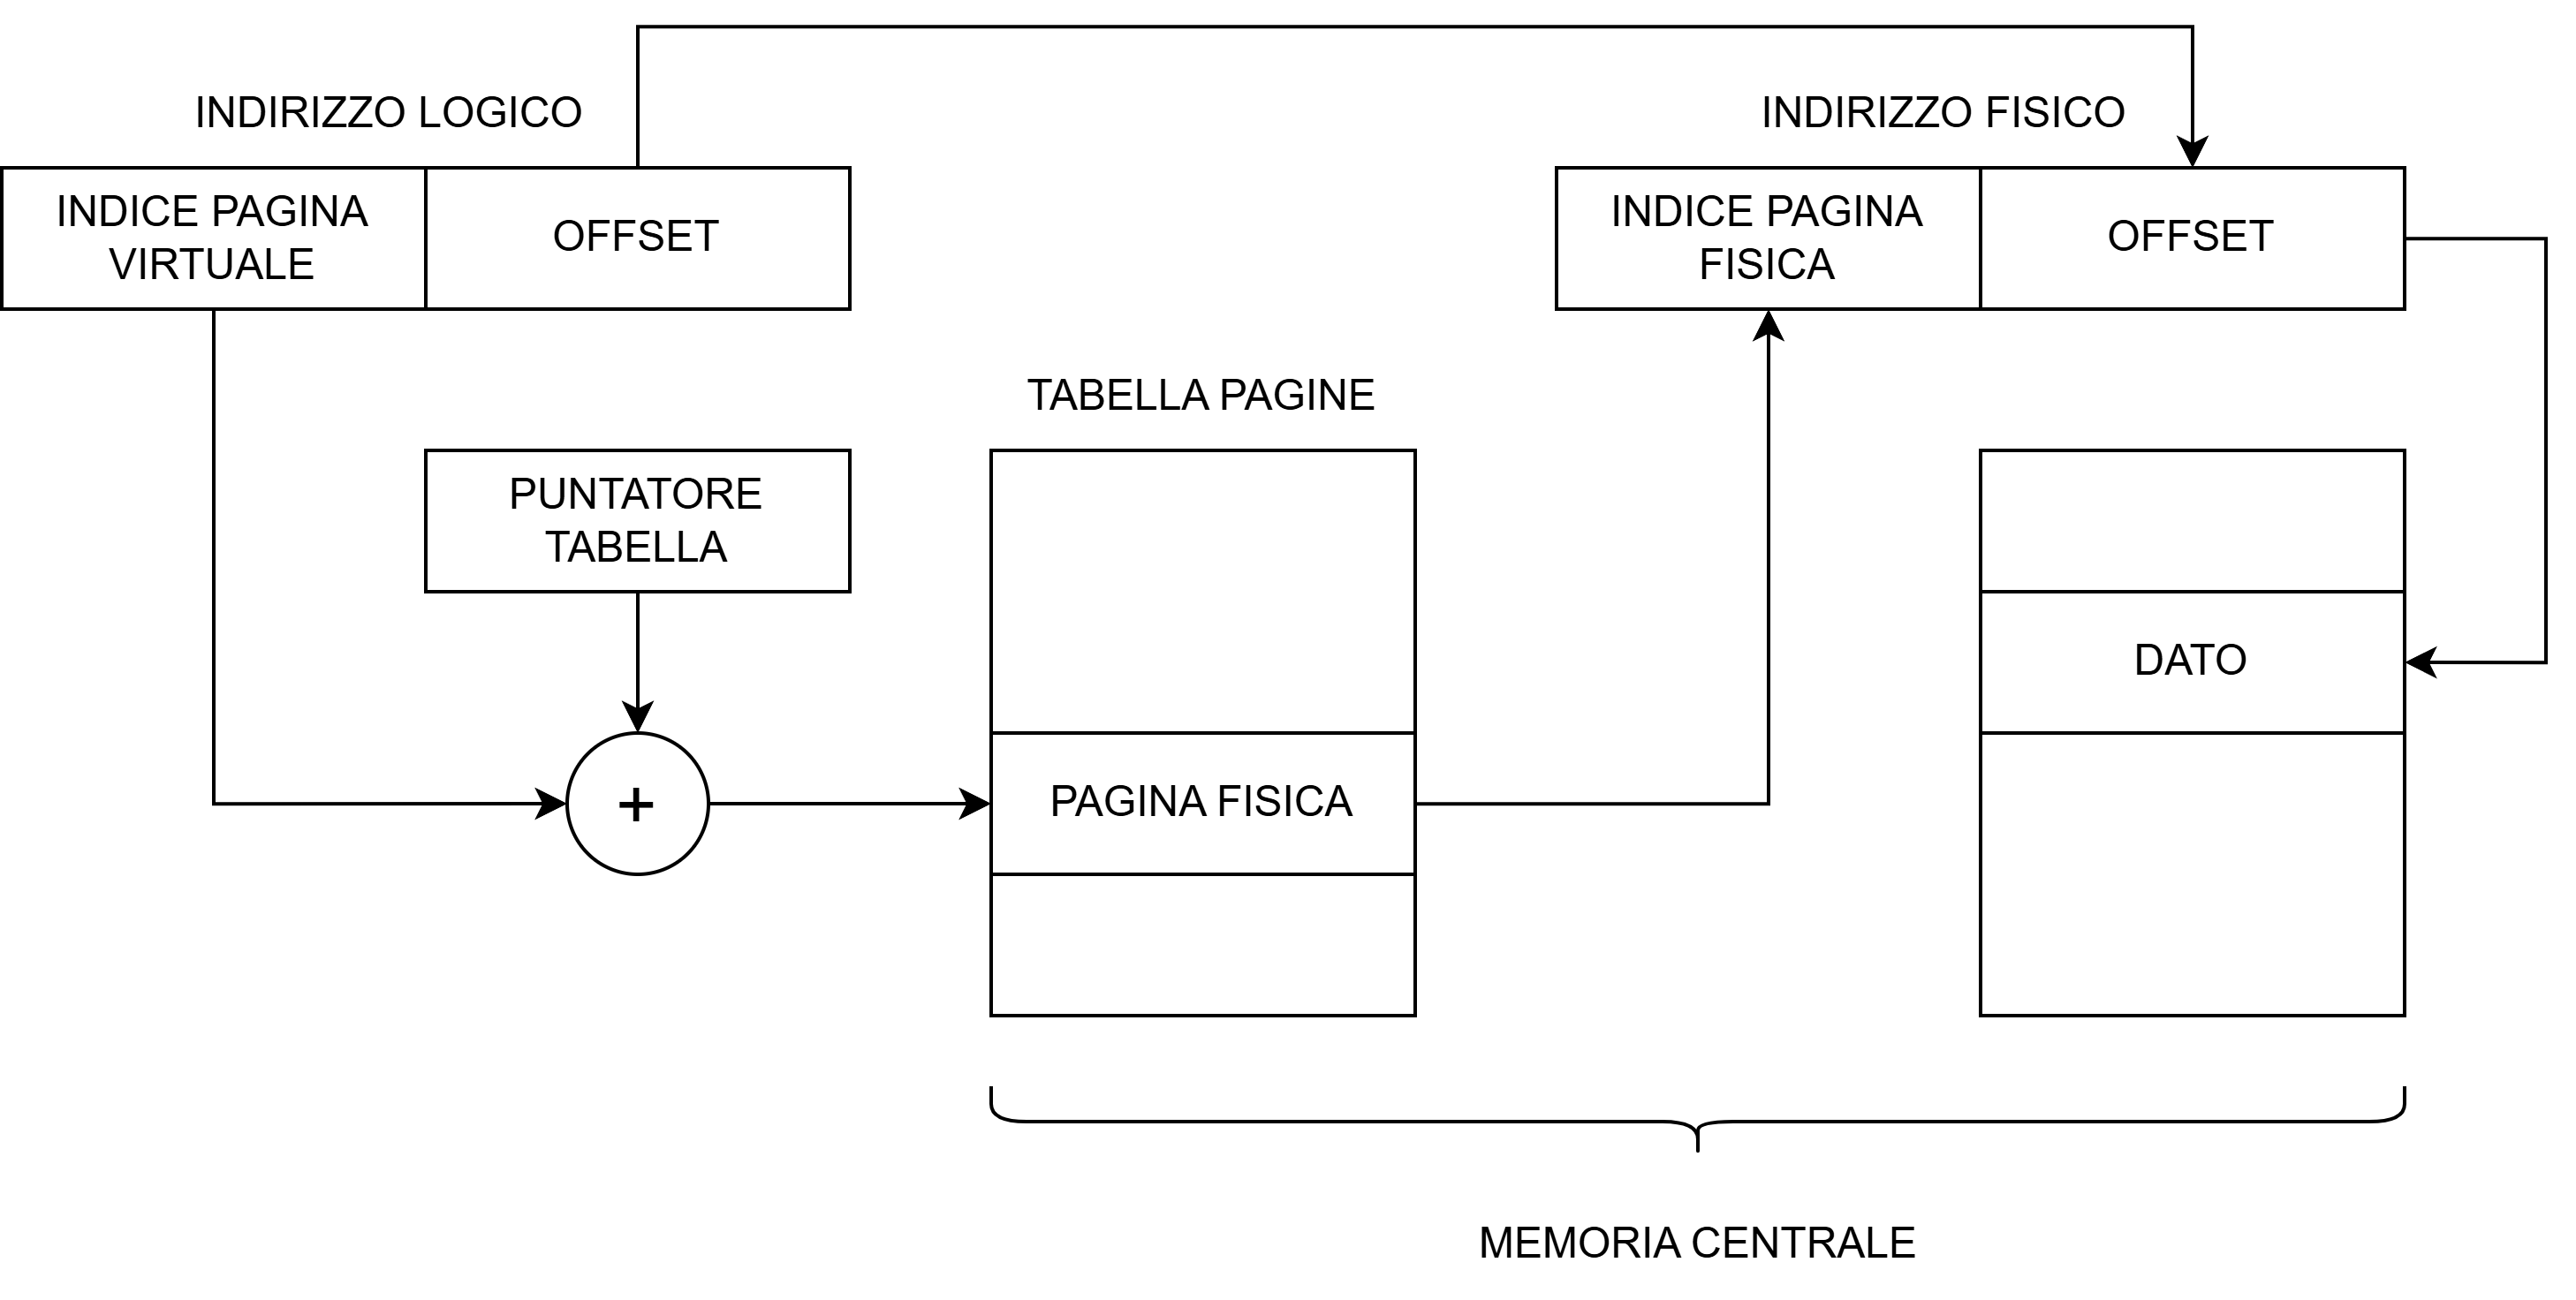 INDIRIZZO LOGICO
INDIRIZZO FISICO
INDICE PAGINA
VIRTUALE
OFFSET
INDICE PAGINA
FISICA
OFFSET
TABELLA PAGINE
PUNTATORE
TABELLA
DATO
+
PAGINA FISICA
MEMORIA CENTRALE